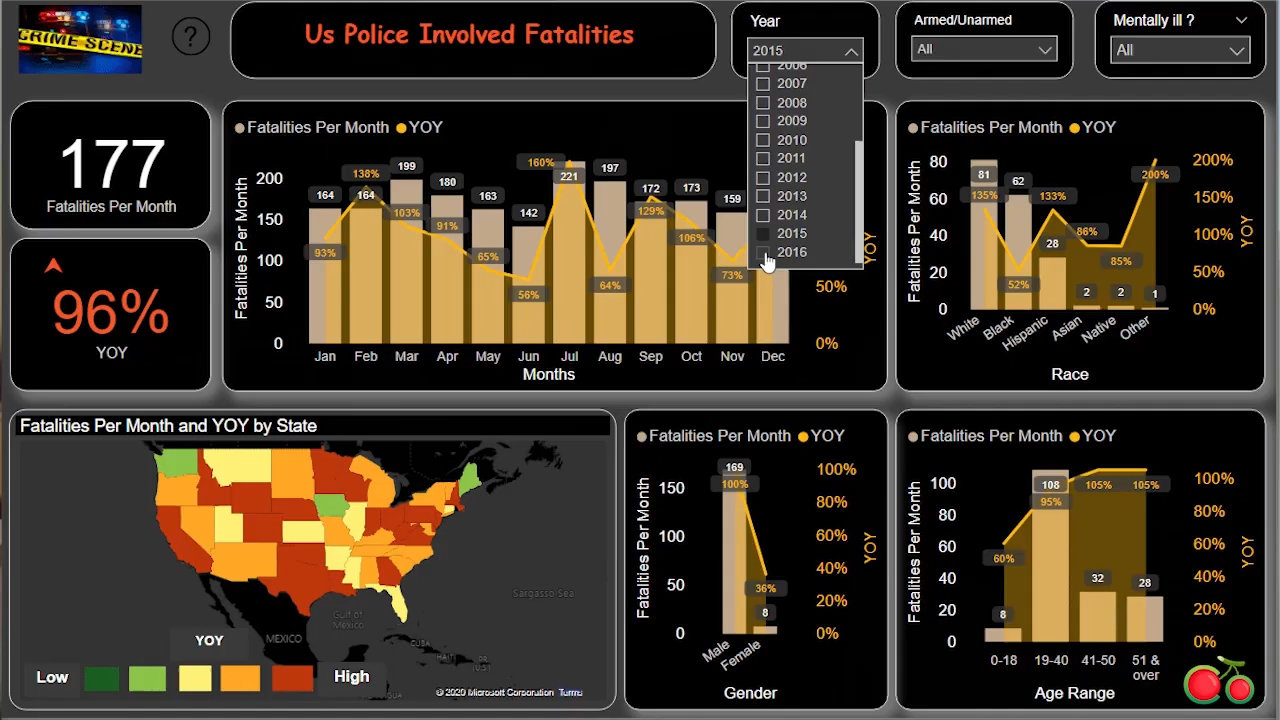 CRIME SCENE
?
Us Police Involved Fatalities
Year
2015
2006
2007
2008
2009
2010
2011
2012
2013
2014
2015
2016
Armed/Unarmed
All
Mentally ill ?
All
177
Fatalities Per Month
96%
YOY
Fatalities Per Month YOY
Fatalities Per Month
200
150
100
50
0
164 164 199 180 163 142 221 197 172 173 159
93% 138% 103% 91% 65% 56% 160% 64% 129% 106% 73%
YOY
50%
0%
Jan Feb Mar Apr May Jun Jul Aug Sep Oct Nov Dec
Months
Fatalities Per Month YOY
Fatalities Per Month
80
60
40
20
0
81 62 28 2 2 1
135% 52% 133% 86% 85% 200%
YOY
200%
150%
100%
50%
0%
White Black Hispanic Asian Native Other
Race
Fatalities Per Month and YOY by State
Sargasso Sea
Gulf of
Mexico
MEXICO
CUBA
HAITI
YOY
Low High
© 2020 Microsoft Corporation Terms
Fatalities Per Month YOY
Fatalities Per Month
150
100
50
0
169 8
100% 36%
YOY
100%
80%
60%
40%
20%
0%
Male Female
Gender
Fatalities Per Month YOY
Fatalities Per Month
100
80
60
40
20
0
8 108 32 28
60% 95% 105% 105%
YOY
100%
80%
60%
40%
20%
0%
0-18 19-40 41-50 51 &
over
Age Range